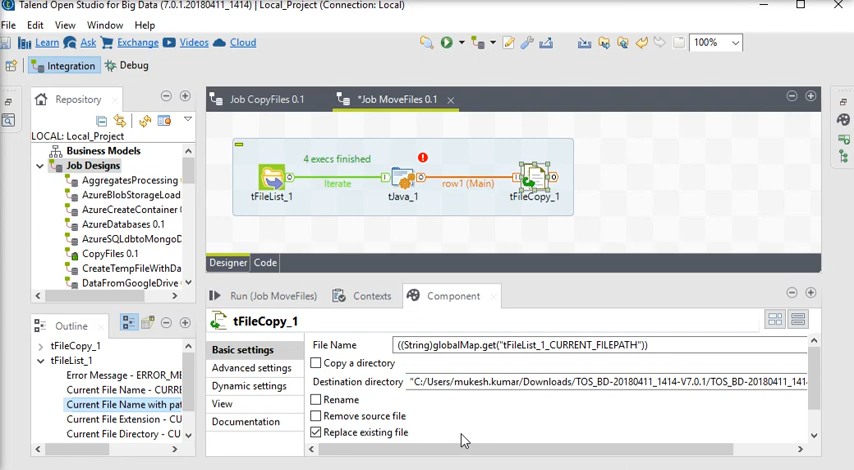 Talend Open Studio for Big Data (7.0.1.20180411_1414) | Local_Project (Connection: Local)
File Edit View Window Help
Learn Ask Exchange Videos Cloud 100%
Integration Debug
Repository
LOCAL: Local_Project
Business Models
Job Designs
AggregatesProcessing
AzureBlobStorageLoad
AzureCreateContainer
AzureDatabases 0.1
AzureSQLdbtoMongoD
CopyFiles 0.1
CreateTempFileWithDa
DataFromGoogleDrive
Job CopyFiles 0.1 *Job MoveFiles 0.1
4 execs finished
Iterate
row1 (Main)
tFileList_1 tJava_1 tFileCopy_1
Designer Code
Outline
tFileCopy_1
tFileList_1
Error Message - ERROR_ME
Current File Name - CURRE
Current File Name with pat
Current File Extension - CU
Current File Directory - CU
Run (Job MoveFiles) Contexts Component
tFileCopy_1
Basic settings
Advanced settings
Dynamic settings
View
Documentation
File Name ((String)globalMap.get("tFileList_1_CURRENT_FILEPATH"))
Copy a directory
Destination directory "C:/Users/mukesh.kumar/Downloads/TOS_BD-20180411_1414-V7.0.1/TOS_BD-20180411_141
Rename
Remove source file
Replace existing file